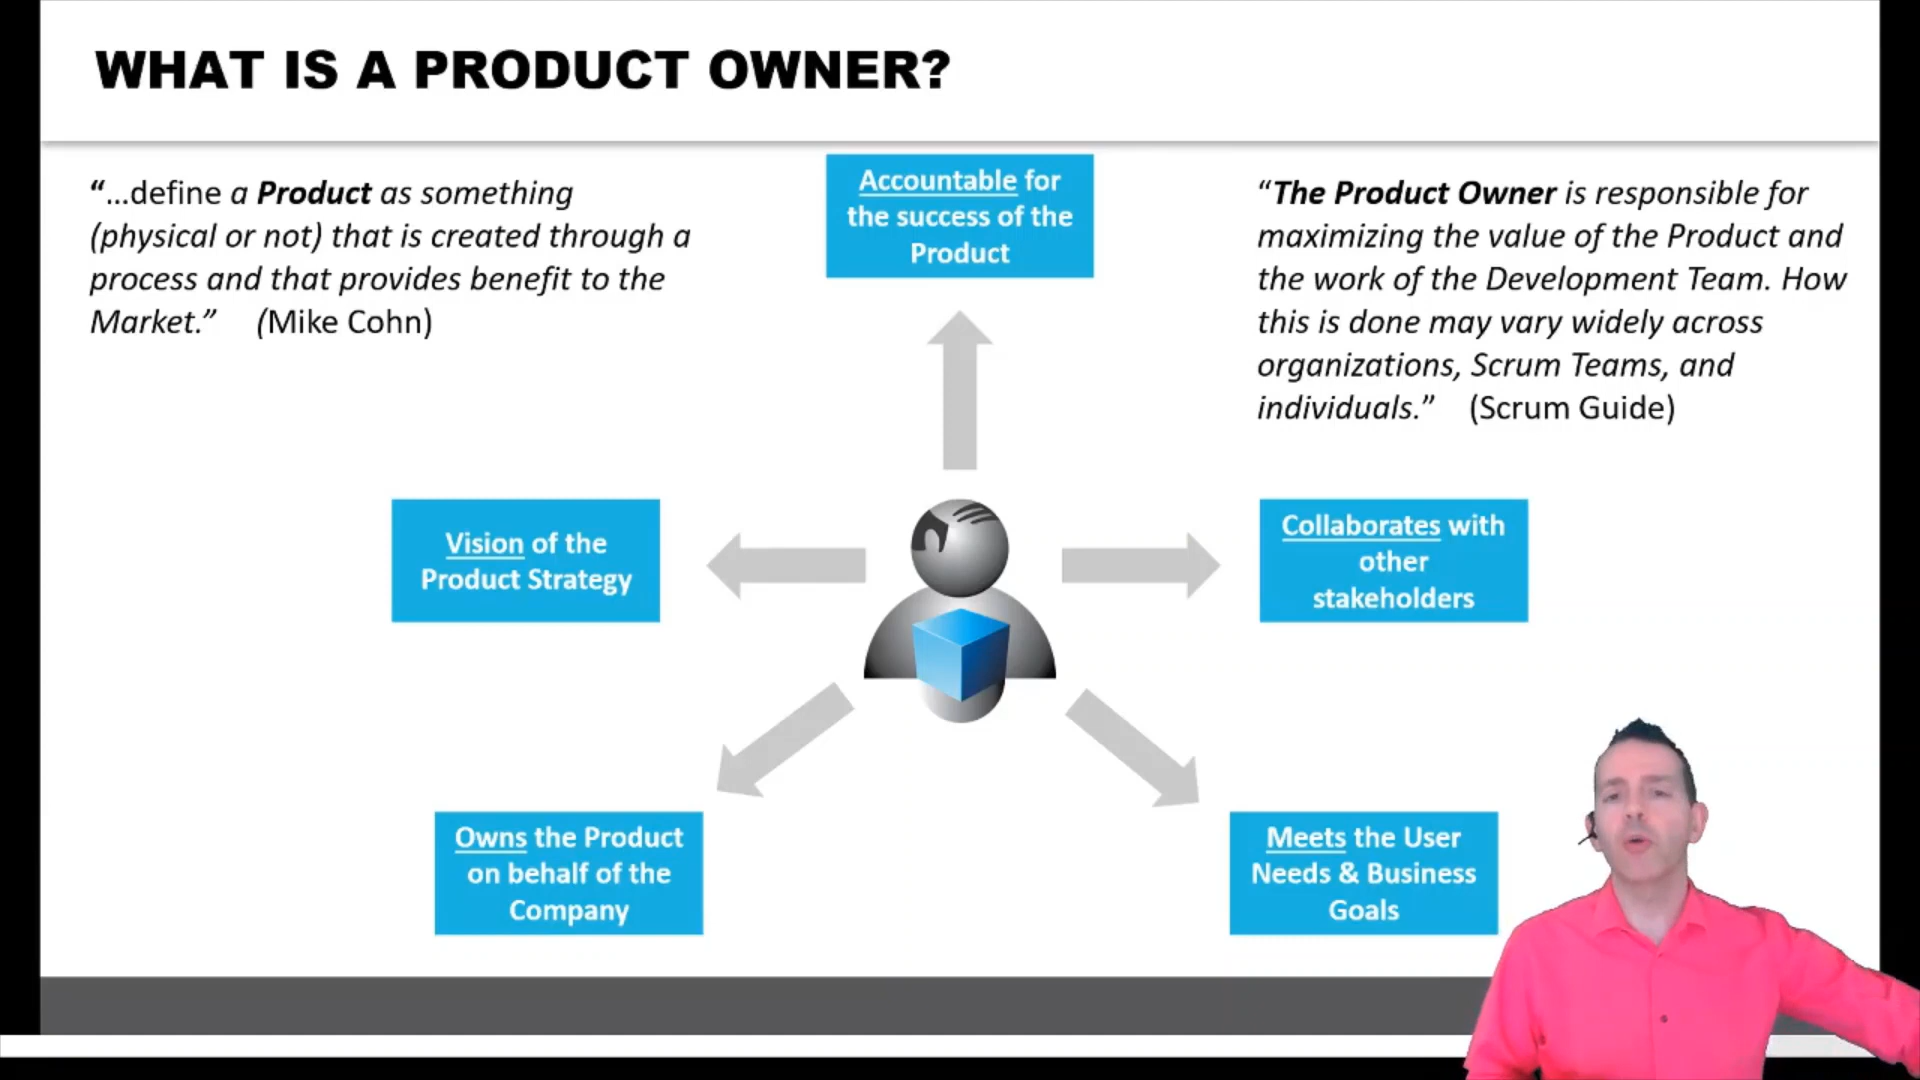 WHAT IS A PRODUCT OWNER?
“…define a Product as something
(physical or not) that is created through a
process and that provides benefit to the
Market.” (Mike Cohn)
Accountable for
the success of the
Product
“The Product Owner is responsible for
maximizing the value of the Product and
the work of the Development Team. How
this is done may vary widely across
organizations, Scrum Teams, and
individuals.” (Scrum Guide)
Vision of the
Product Strategy
Collaborates with
other
stakeholders
Owns the Product
on behalf of the
Company
Meets the User
Needs & Business
Goals